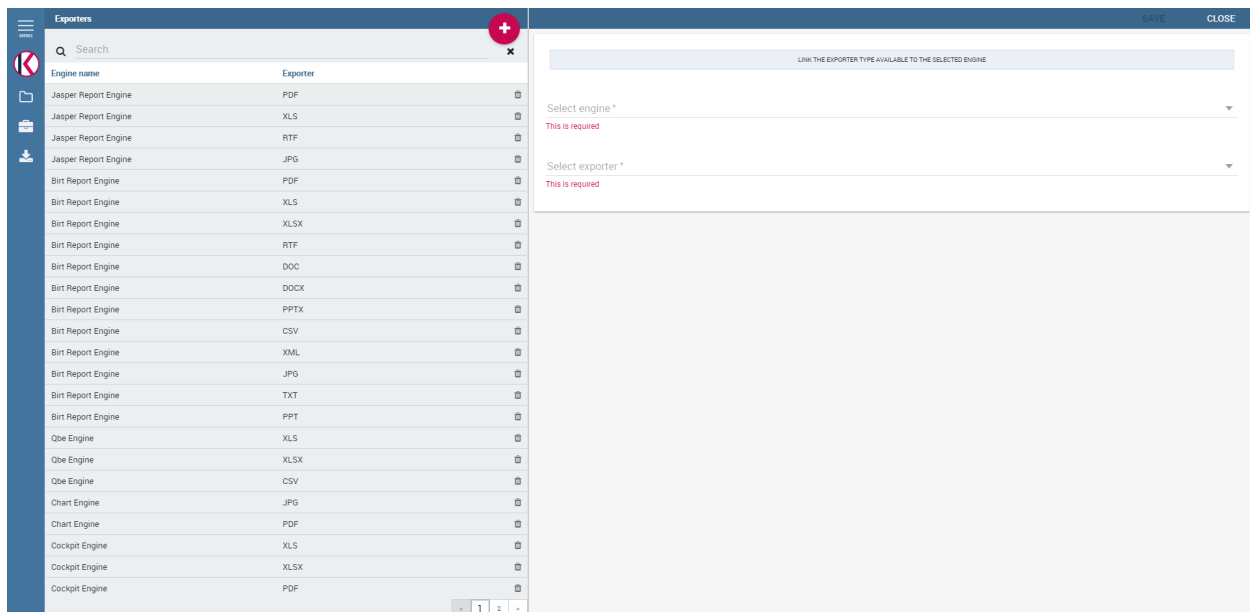 MENU
Exporters
SAVE CLOSE
Search
Engine name Exporter
Jasper Report Engine PDF
Jasper Report Engine XLS
Jasper Report Engine RTF
Jasper Report Engine JPG
Birt Report Engine PDF
Birt Report Engine XLS
Birt Report Engine XLSX
Birt Report Engine RTF
Birt Report Engine DOC
Birt Report Engine DOCX
Birt Report Engine PPTX
Birt Report Engine CSV
Birt Report Engine XML
Birt Report Engine JPG
Birt Report Engine TXT
Birt Report Engine PPT
Qbe Engine XLS
Qbe Engine XLSX
Qbe Engine CSV
Chart Engine JPG
Chart Engine PDF
Cockpit Engine XLS
Cockpit Engine XLSX
Cockpit Engine PDF
« 1 2 »
LINK THE EXPORTER TYPE AVAILABLE TO THE SELECTED ENGINE
Select engine *
This is required
Select exporter *
This is required